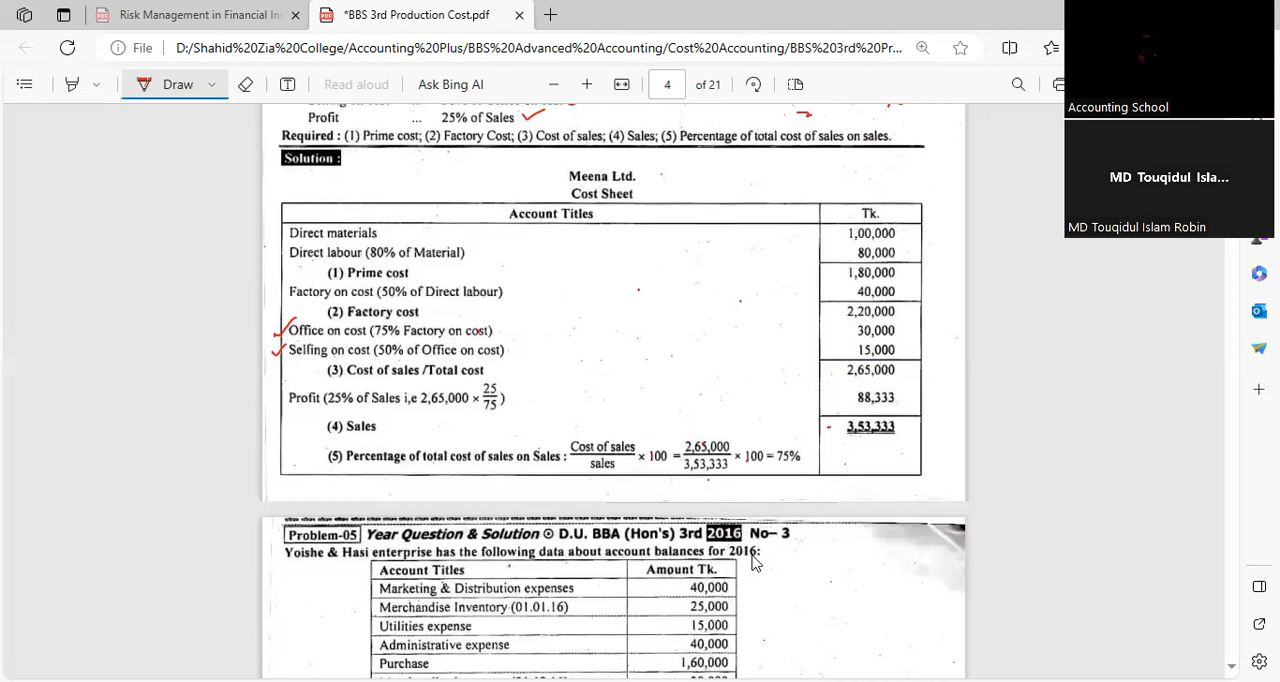 Risk Management in Financial In
*BBS 3rd Production Cost.pdf
File
D:/Shahid%20Zia%20College/Accounting%20Plus/BBS%20Advanced%20Accounting/Cost%20Accounting/BBS%203rd%20Pr...
Draw
Read aloud
Ask Bing AI
4 of 21
Accounting School
MD Touqidul Isla...
MD Touqidul Islam Robin
Profit ... 25% of Sales
Required : (1) Prime cost; (2) Factory Cost; (3) Cost of sales; (4) Sales; (5) Percentage of total cost of sales on sales.
Solution :
Meena Ltd.
Cost Sheet
Account Titles Tk.
Direct materials 1,00,000
Direct labour (80% of Material) 80,000
(1) Prime cost 1,80,000
Factory on cost (50% of Direct labour) 40,000
(2) Factory cost 2,20,000
Office on cost (75% Factory on cost) 30,000
Selling on cost (50% of Office on cost) 15,000
(3) Cost of sales /Total cost 2,65,000
Profit (25% of Sales i,e 2,65,000 × 25/75) 88,333
(4) Sales 3,53,333
(5) Percentage of total cost of sales on Sales : Cost of sales/sales × 100 = 2,65,000/3,53,333 × 100 = 75%
Problem-05 Year Question & Solution ⊙ D.U. BBA (Hon's) 3rd 2016 No– 3
Yoishe & Hasi enterprise has the following data about account balances for 2016:
Account Titles Amount Tk.
Marketing & Distribution expenses 40,000
Merchandise Inventory (01.01.16) 25,000
Utilities expense 15,000
Administrative expense 40,000
Purchase 1,60,000